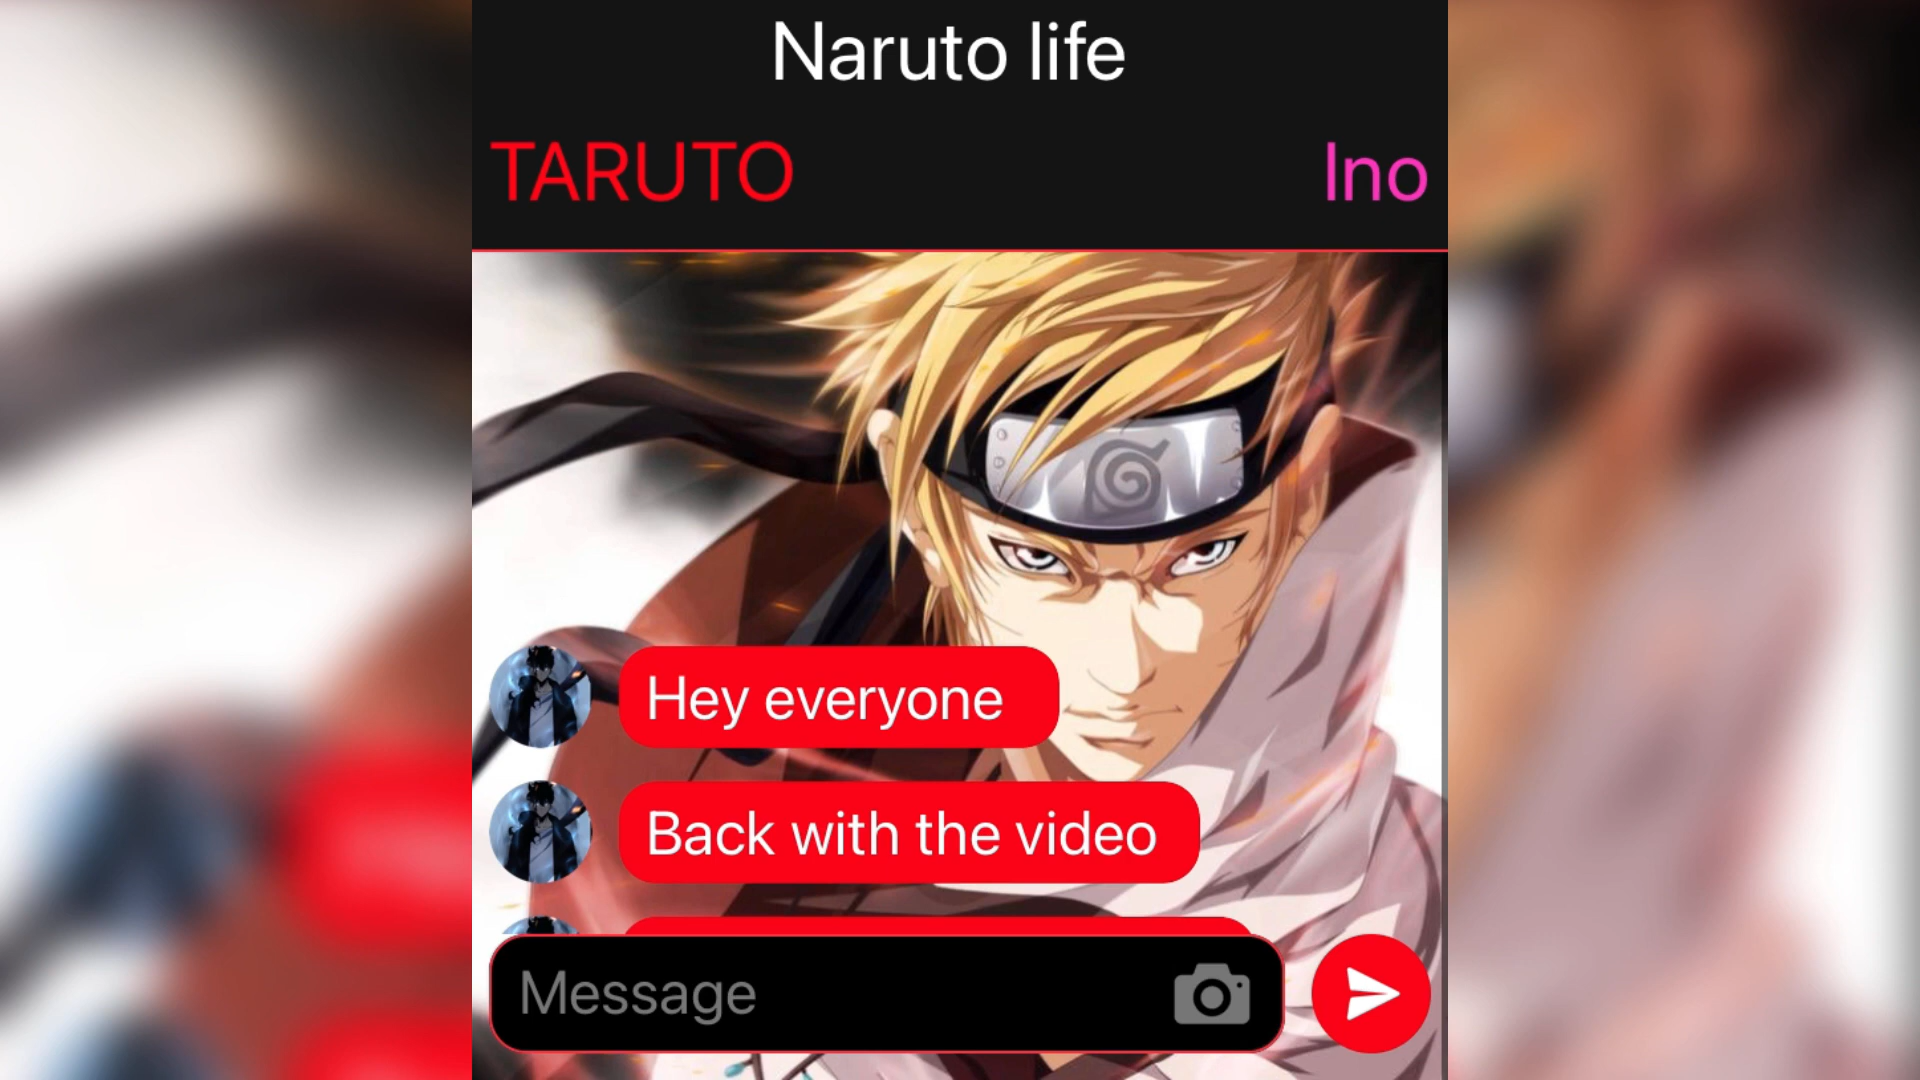 Naruto life
TARUTO
Ino
Hey everyone
Back with the video
Message